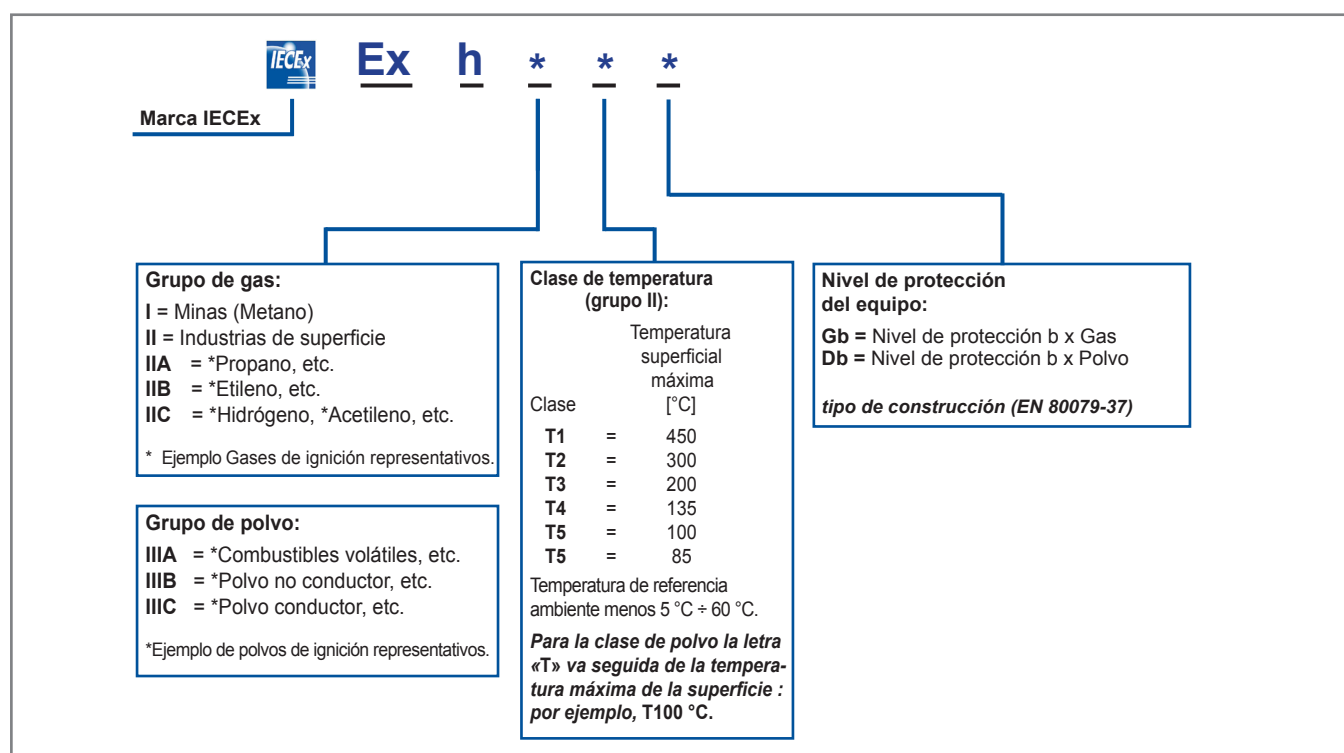 IECEx Ex h * * *
Marca IECEx
Grupo de gas:
I = Minas (Metano)
II = Industrias de superficie
IIA = *Propano, etc.
IIB = *Etileno, etc.
IIC = *Hidrógeno, *Acetileno, etc.
* Ejemplo Gases de ignición representativos.
Grupo de polvo:
IIIA = *Combustibles volátiles, etc.
IIIB = *Polvo no conductor, etc.
IIIC = *Polvo conductor, etc.
*Ejemplo de polvos de ignición representativos.
Clase de temperatura
(grupo II):
Temperatura
superficial
máxima
Clase [°C]
T1 = 450
T2 = 300
T3 = 200
T4 = 135
T5 = 100
T5 = 85
Temperatura de referencia
ambiente menos 5 °C ÷ 60 °C.
Para la clase de polvo la letra
«T» va seguida de la tempera-
tura máxima de la superficie :
por ejemplo, T100 °C.
Nivel de protección
del equipo:
Gb = Nivel de protección b x Gas
Db = Nivel de protección b x Polvo
tipo de construcción (EN 80079-37)